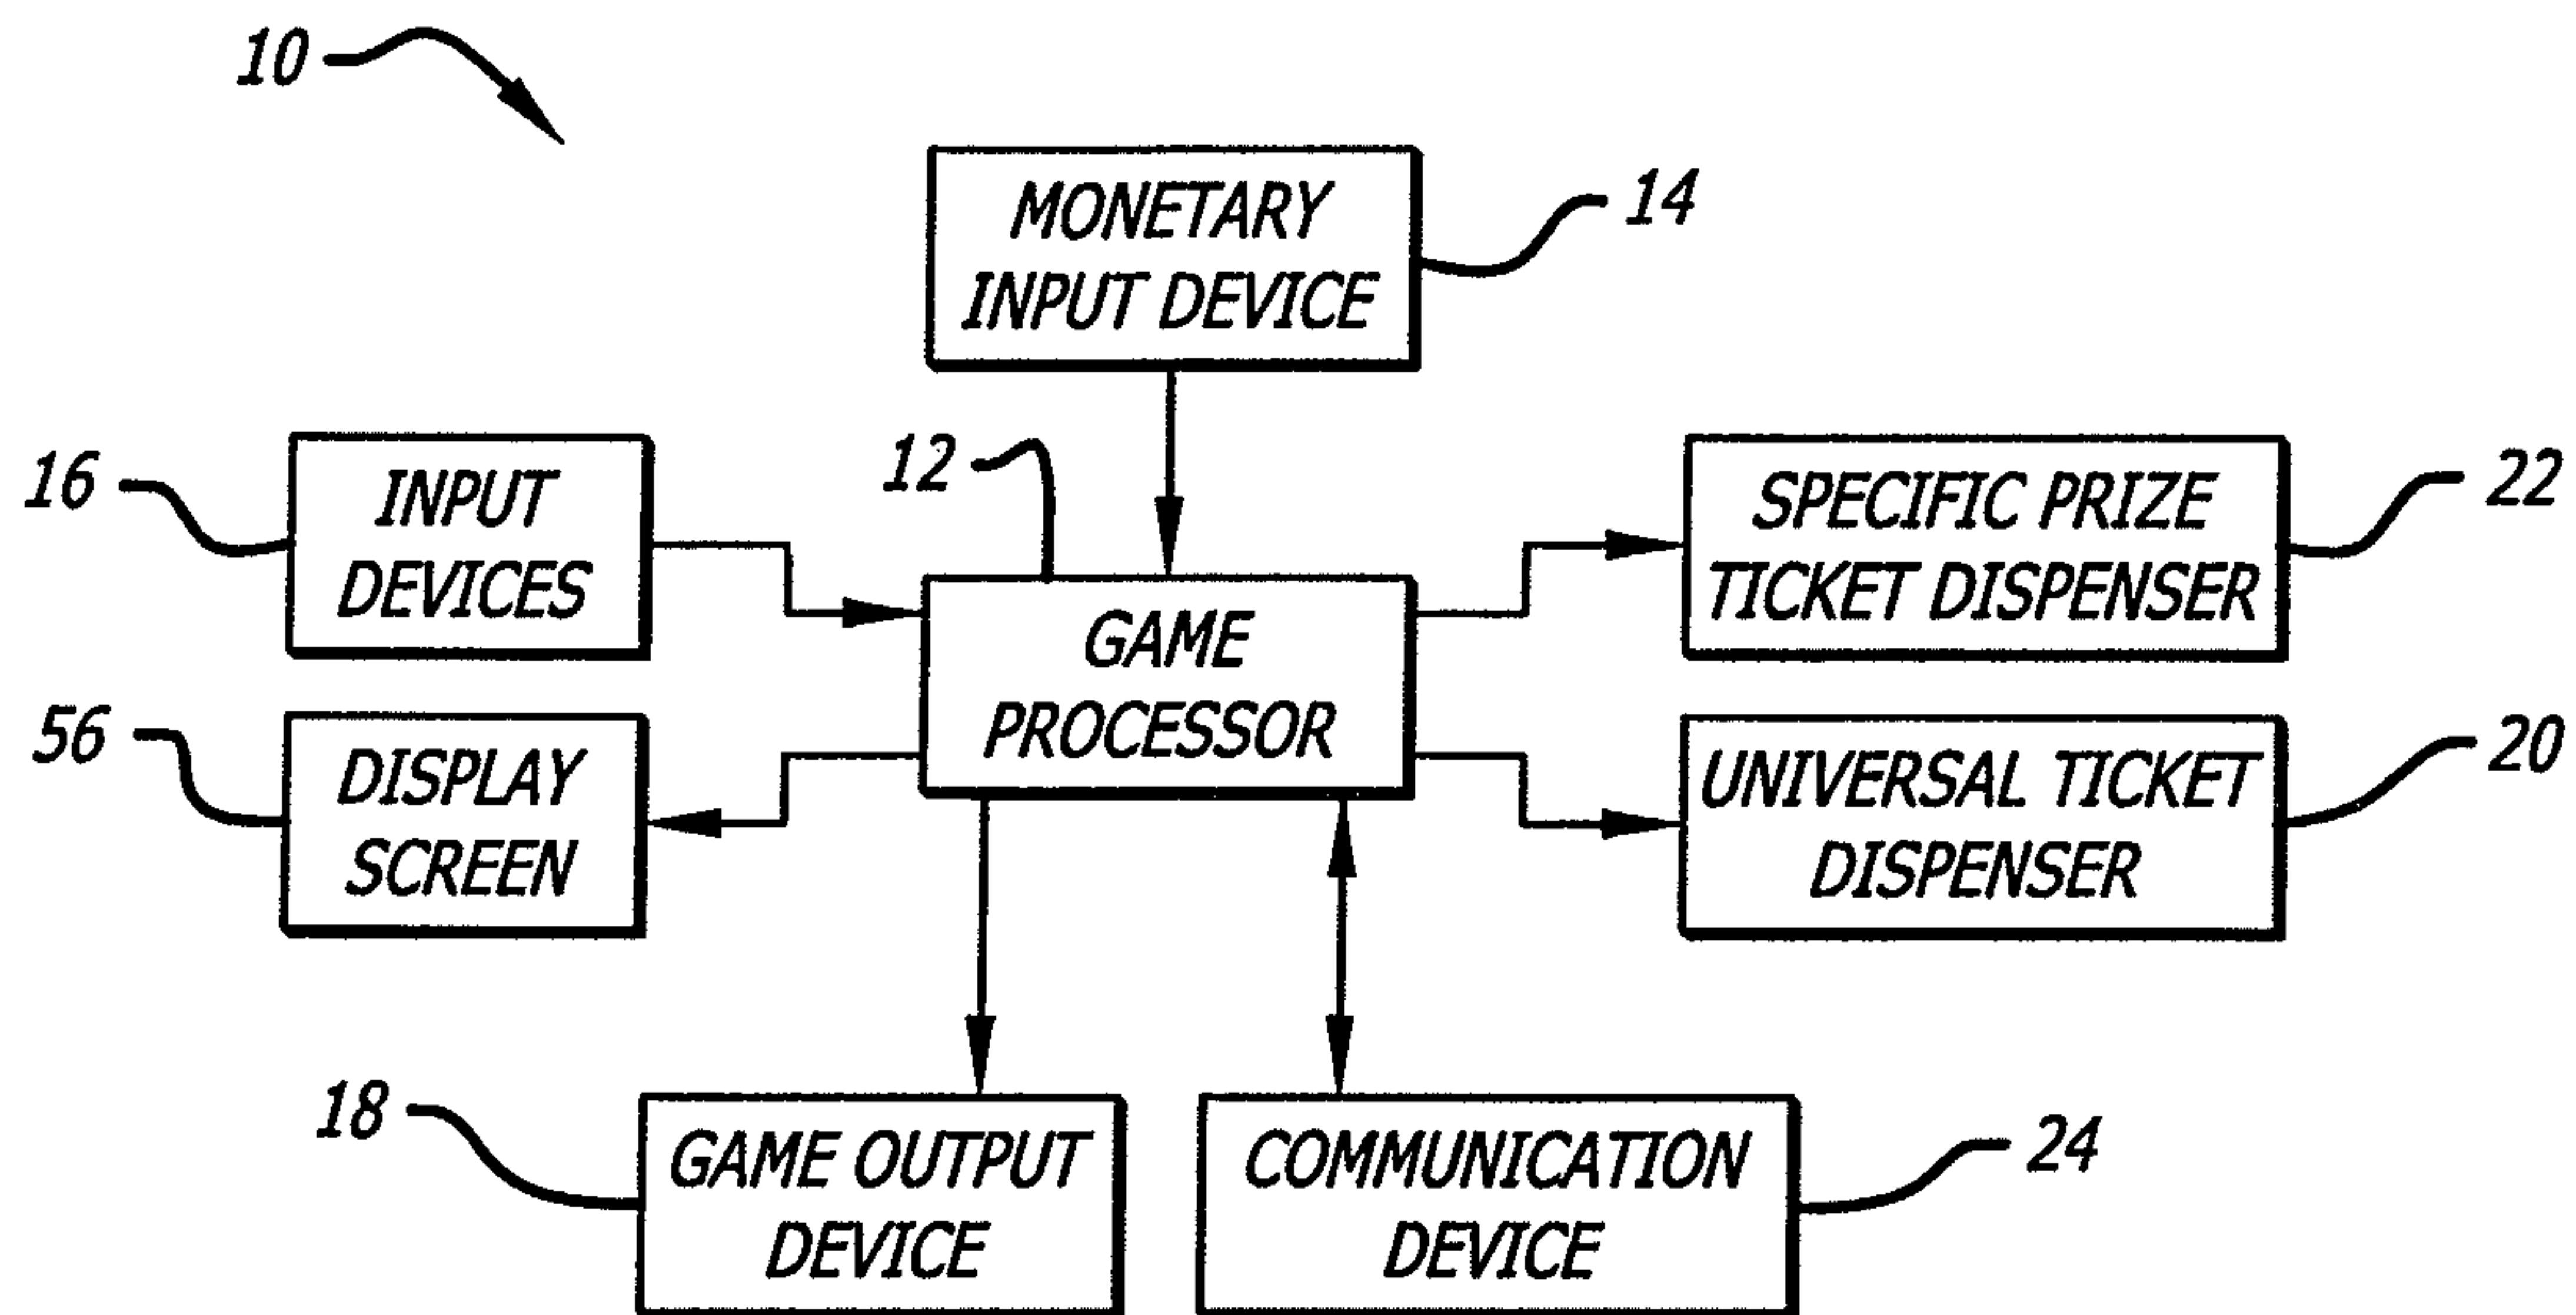 10
MONETARY
INPUT DEVICE
14
16
INPUT
DEVICES
12
GAME
PROCESSOR
SPECIFIC PRIZE
TICKET DISPENSER
22
56
DISPLAY
SCREEN
UNIVERSAL TICKET
DISPENSER
20
18
GAME OUTPUT
DEVICE
COMMUNICATION
DEVICE
24